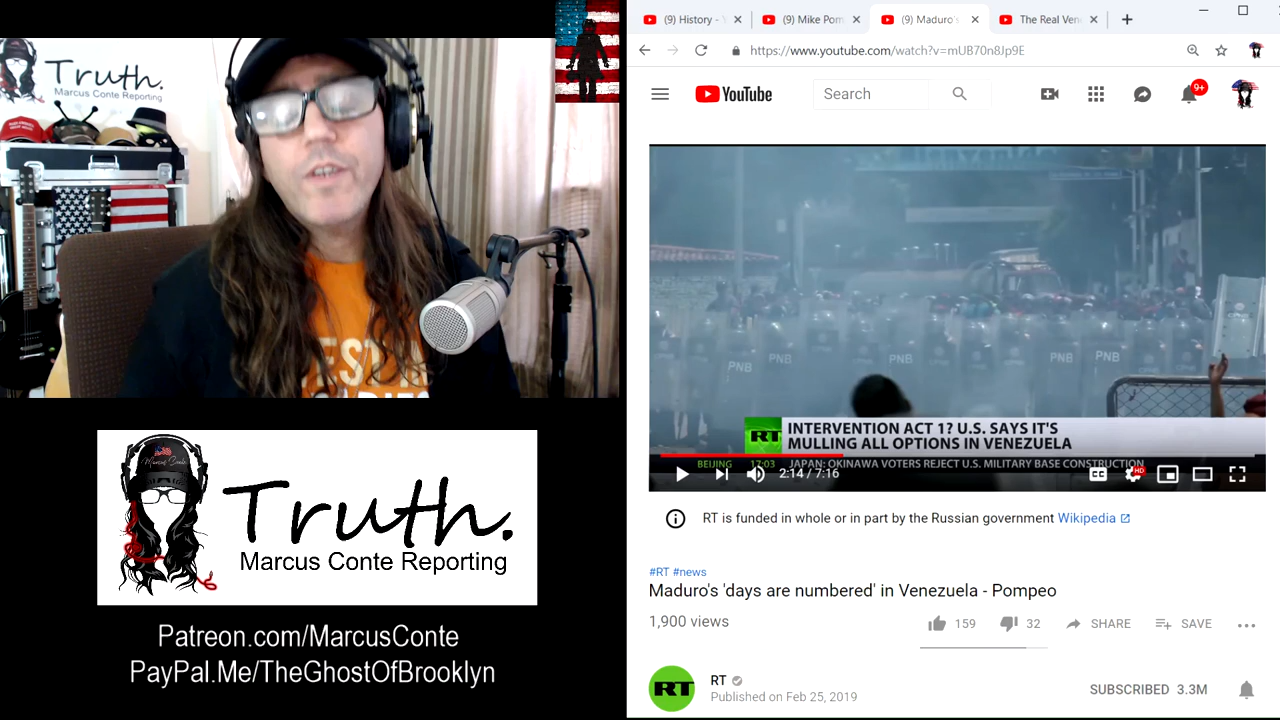 Truth.
Marcus Conte Reporting
Truth.
Marcus Conte Reporting
Patreon.com/MarcusConte
PayPal.Me/TheGhostOfBrooklyn
(9) History -
(9) Mike Pom
(9) Maduro's
The Real Ven
https://www.youtube.com/watch?v=mUB70n8Jp9E
YouTube
Search
9+
PNB
PNB
PNB
PNB
RT
INTERVENTION ACT 1? U.S. SAYS IT'S
MULLING ALL OPTIONS IN VENEZUELA
BEIJING 17:03 JAPAN: OKINAWA VOTERS REJECT U.S. MILITARY BASE CONSTRUCTION
2:14 / 7:16
CC
HD
RT is funded in whole or in part by the Russian government Wikipedia
#RT #news
Maduro's 'days are numbered' in Venezuela - Pompeo
1,900 views
159
32
SHARE
SAVE
RT
RT
Published on Feb 25, 2019
SUBSCRIBED 3.3M